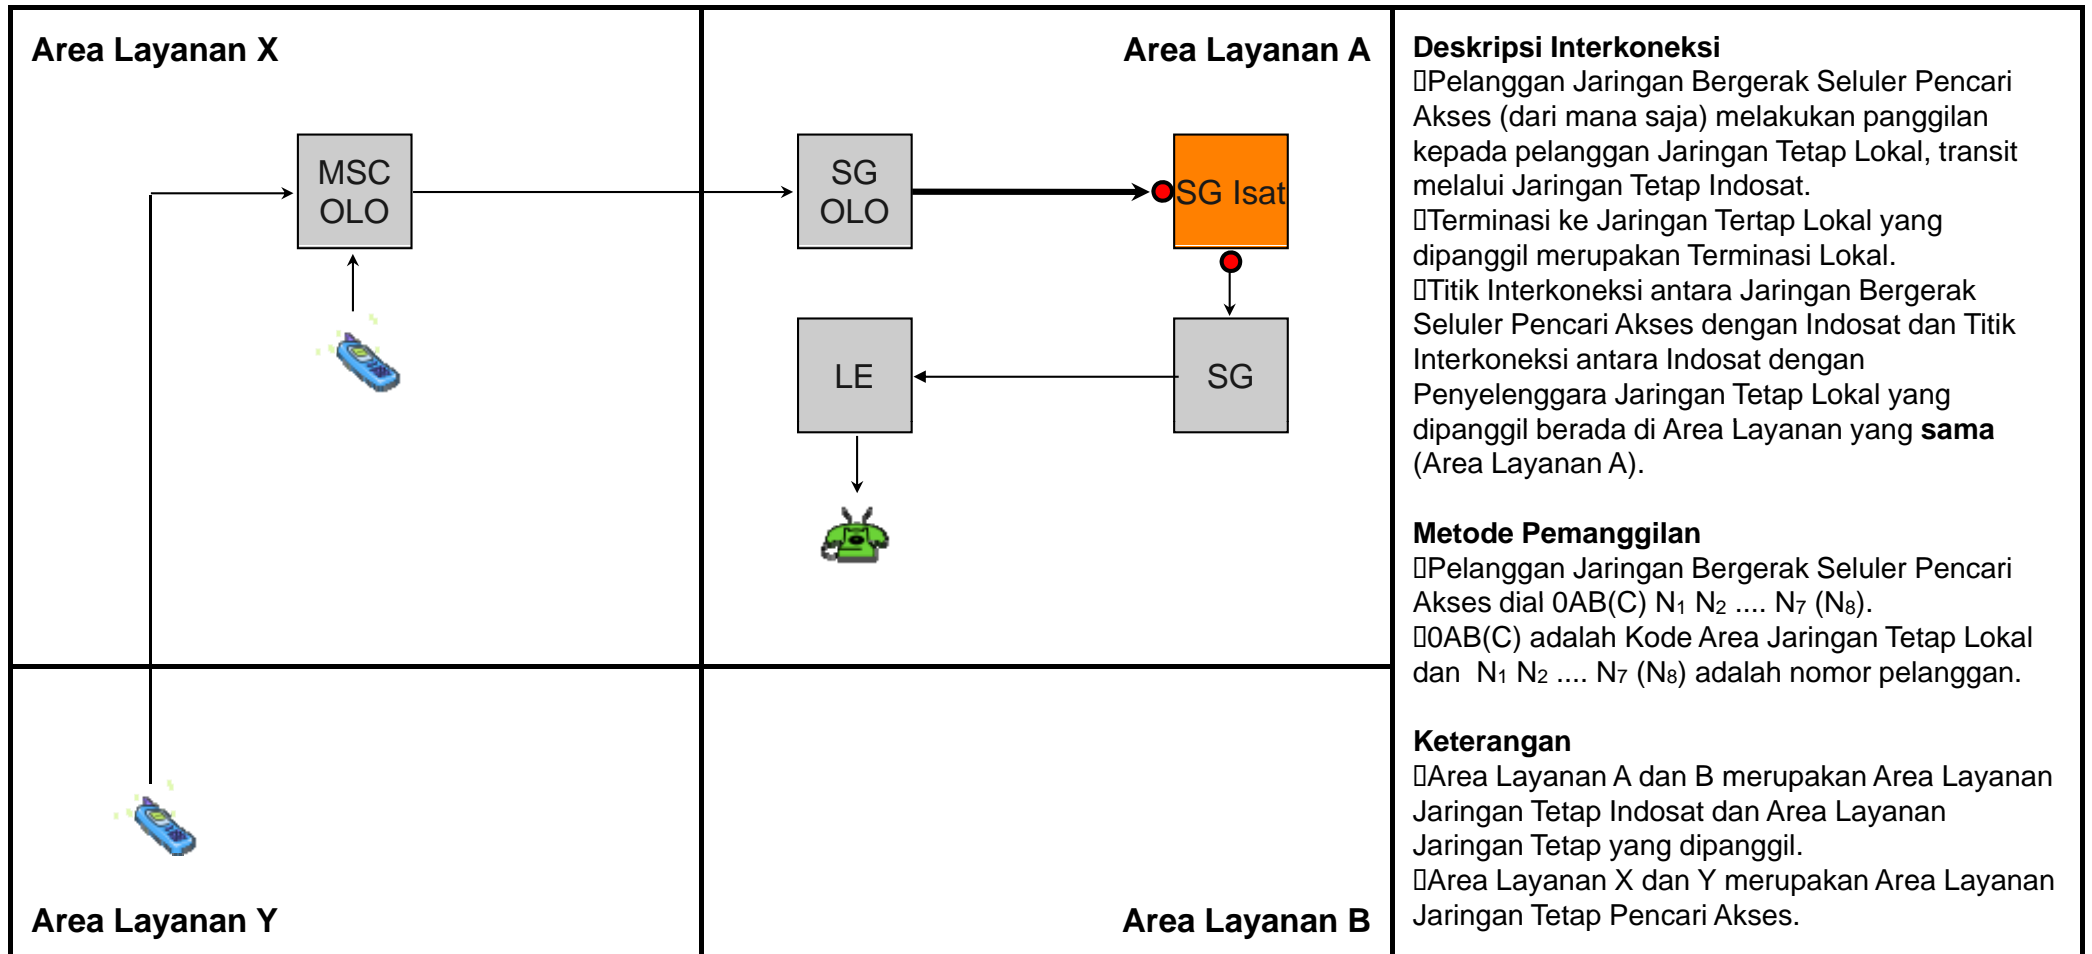 Area Layanan X
Area Layanan A
MSC
OLO
SG
OLO
SG Isat
LE
SG
Area Layanan Y
Area Layanan B
Deskripsi Interkoneksi
▯Pelanggan Jaringan Bergerak Seluler Pencari
Akses (dari mana saja) melakukan panggilan
kepada pelanggan Jaringan Tetap Lokal, transit
melalui Jaringan Tetap Indosat.
▯Terminasi ke Jaringan Tertap Lokal yang
dipanggil merupakan Terminasi Lokal.
▯Titik Interkoneksi antara Jaringan Bergerak
Seluler Pencari Akses dengan Indosat dan Titik
Interkoneksi antara Indosat dengan
Penyelenggara Jaringan Tetap Lokal yang
dipanggil berada di Area Layanan yang sama
(Area Layanan A).
Metode Pemanggilan
▯Pelanggan Jaringan Bergerak Seluler Pencari
Akses dial 0AB(C) N₁ N₂ .... N₇ (N₈).
▯0AB(C) adalah Kode Area Jaringan Tetap Lokal
dan N₁ N₂ .... N₇ (N₈) adalah nomor pelanggan.
Keterangan
▯Area Layanan A dan B merupakan Area Layanan
Jaringan Tetap Indosat dan Area Layanan
Jaringan Tetap yang dipanggil.
▯Area Layanan X dan Y merupakan Area Layanan
Jaringan Tetap Pencari Akses.